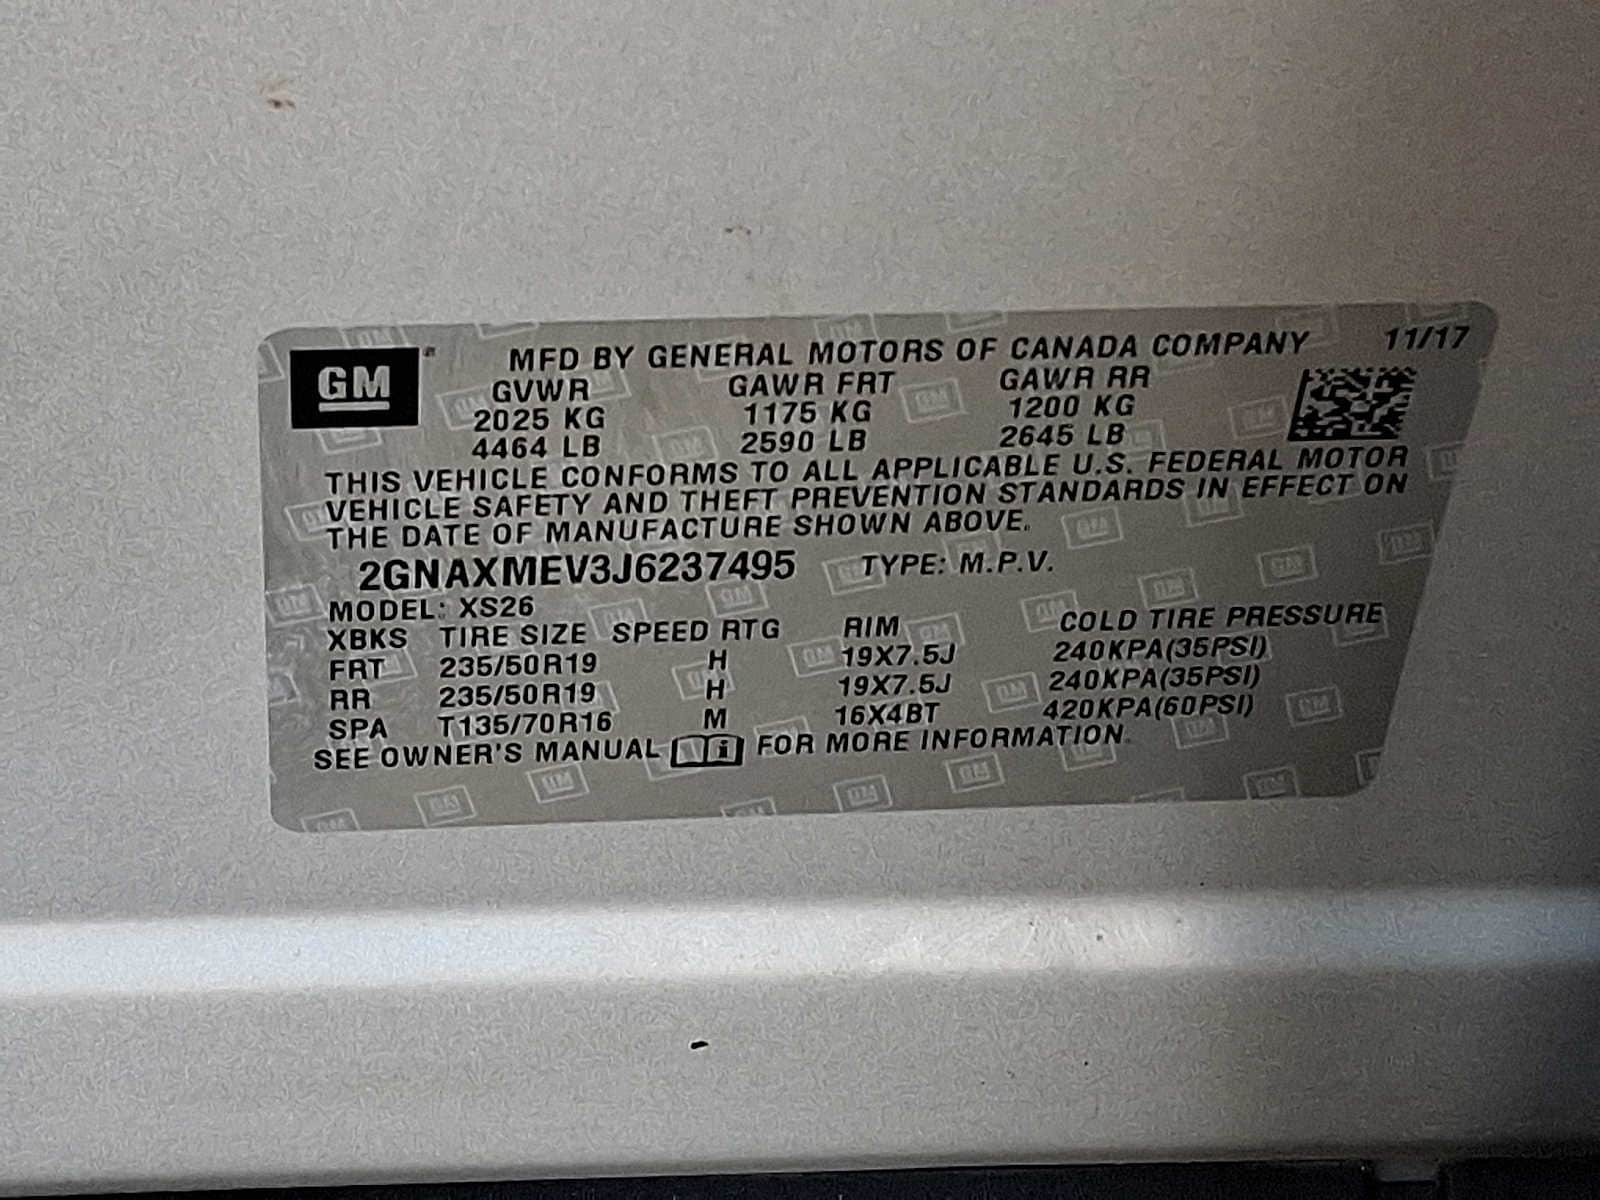 GM ®
MFD BY GENERAL MOTORS OF CANADA COMPANY 11/17
GVWR GAWR FRT GAWR RR
2025 KG 1175 KG 1200 KG
4464 LB 2590 LB 2645 LB
THIS VEHICLE CONFORMS TO ALL APPLICABLE U.S. FEDERAL MOTOR
VEHICLE SAFETY AND THEFT PREVENTION STANDARDS IN EFFECT ON
THE DATE OF MANUFACTURE SHOWN ABOVE.
2GNAXMEV3J6237495 TYPE: M.P.V.
MODEL: XS26
XBKS TIRE SIZE SPEED RTG RIM COLD TIRE PRESSURE
FRT 235/50R19 H 19X7.5J 240KPA(35PSI)
RR 235/50R19 H 19X7.5J 240KPA(35PSI)
SPA T135/70R16 M 16X4BT 420KPA(60PSI)
SEE OWNER'S MANUAL i FOR MORE INFORMATION.